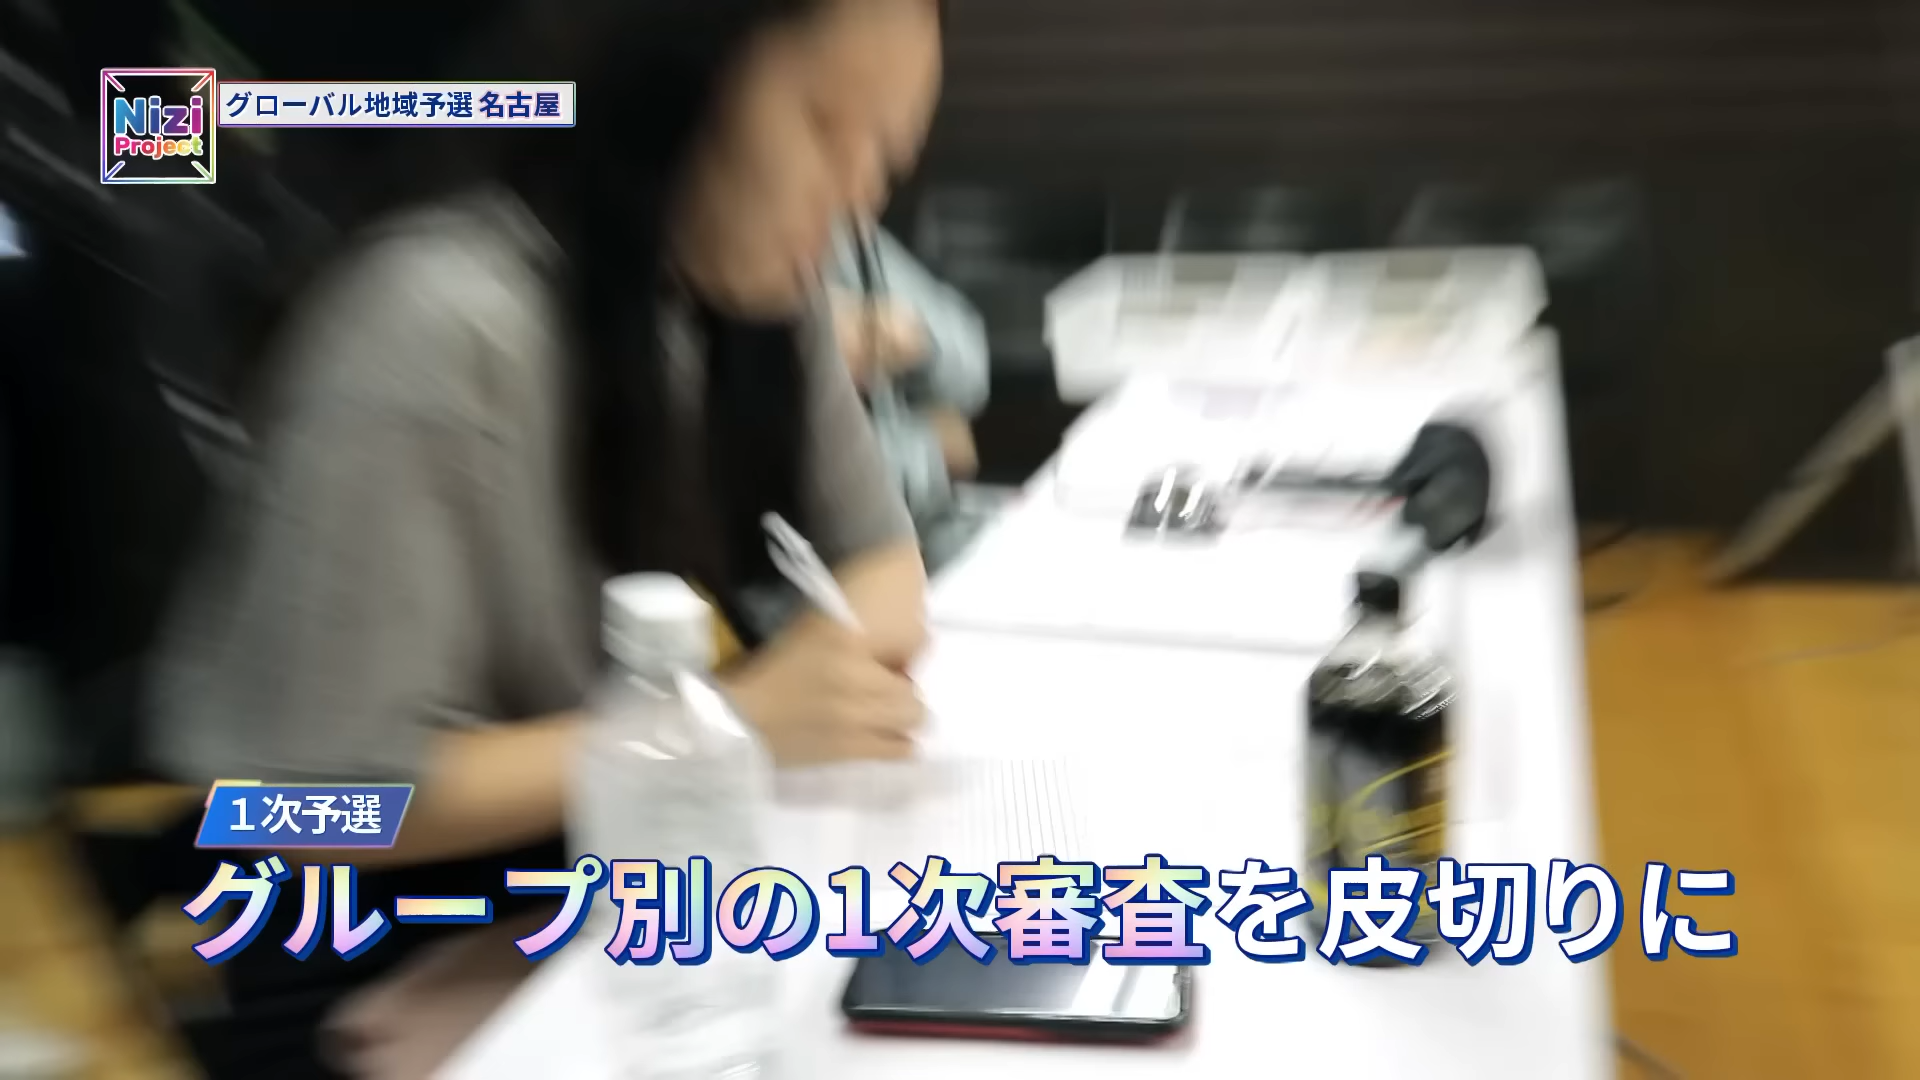 Nizi
Project
グローバル地域予選 名古屋
1次予選
グループ別の1次審査を皮切りに